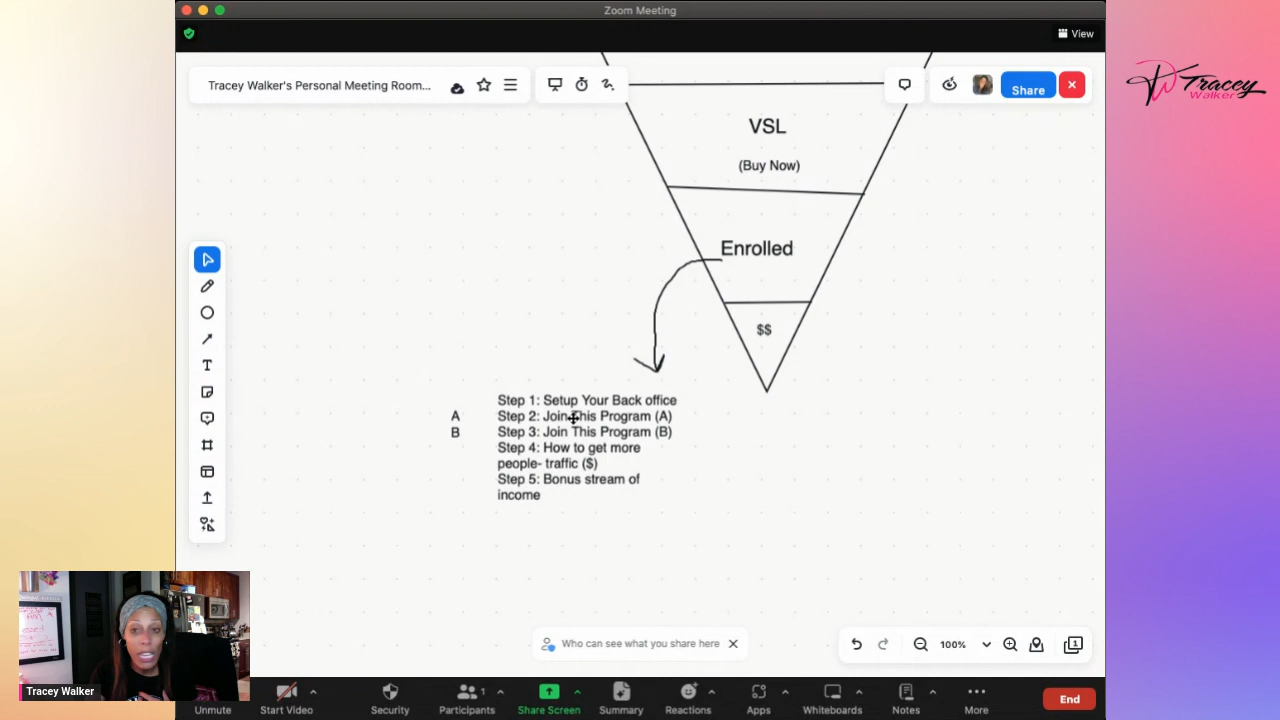 Zoom Meeting
View
Tracey Walker's Personal Meeting Room...
Share
Tracey
Walker
VSL
(Buy Now)
Enrolled
$$
Step 1: Setup Your Back office
A Step 2: Join This Program (A)
B Step 3: Join This Program (B)
Step 4: How to get more
people- traffic ($)
Step 5: Bonus stream of
income
Who can see what you share here
100%
1
Tracey Walker
Unmute Start Video Security Participants 1 Share Screen Summary Reactions Apps Whiteboards Notes More End